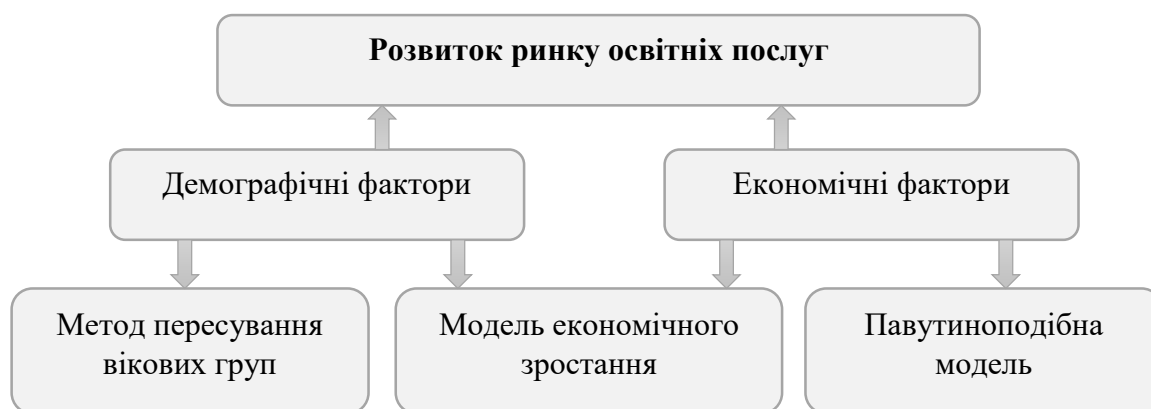 Розвиток ринку освітніх послуг
Демографічні фактори
Економічні фактори
Метод пересування
вікових груп
Модель економічного
зростання
Павутиноподібна
модель